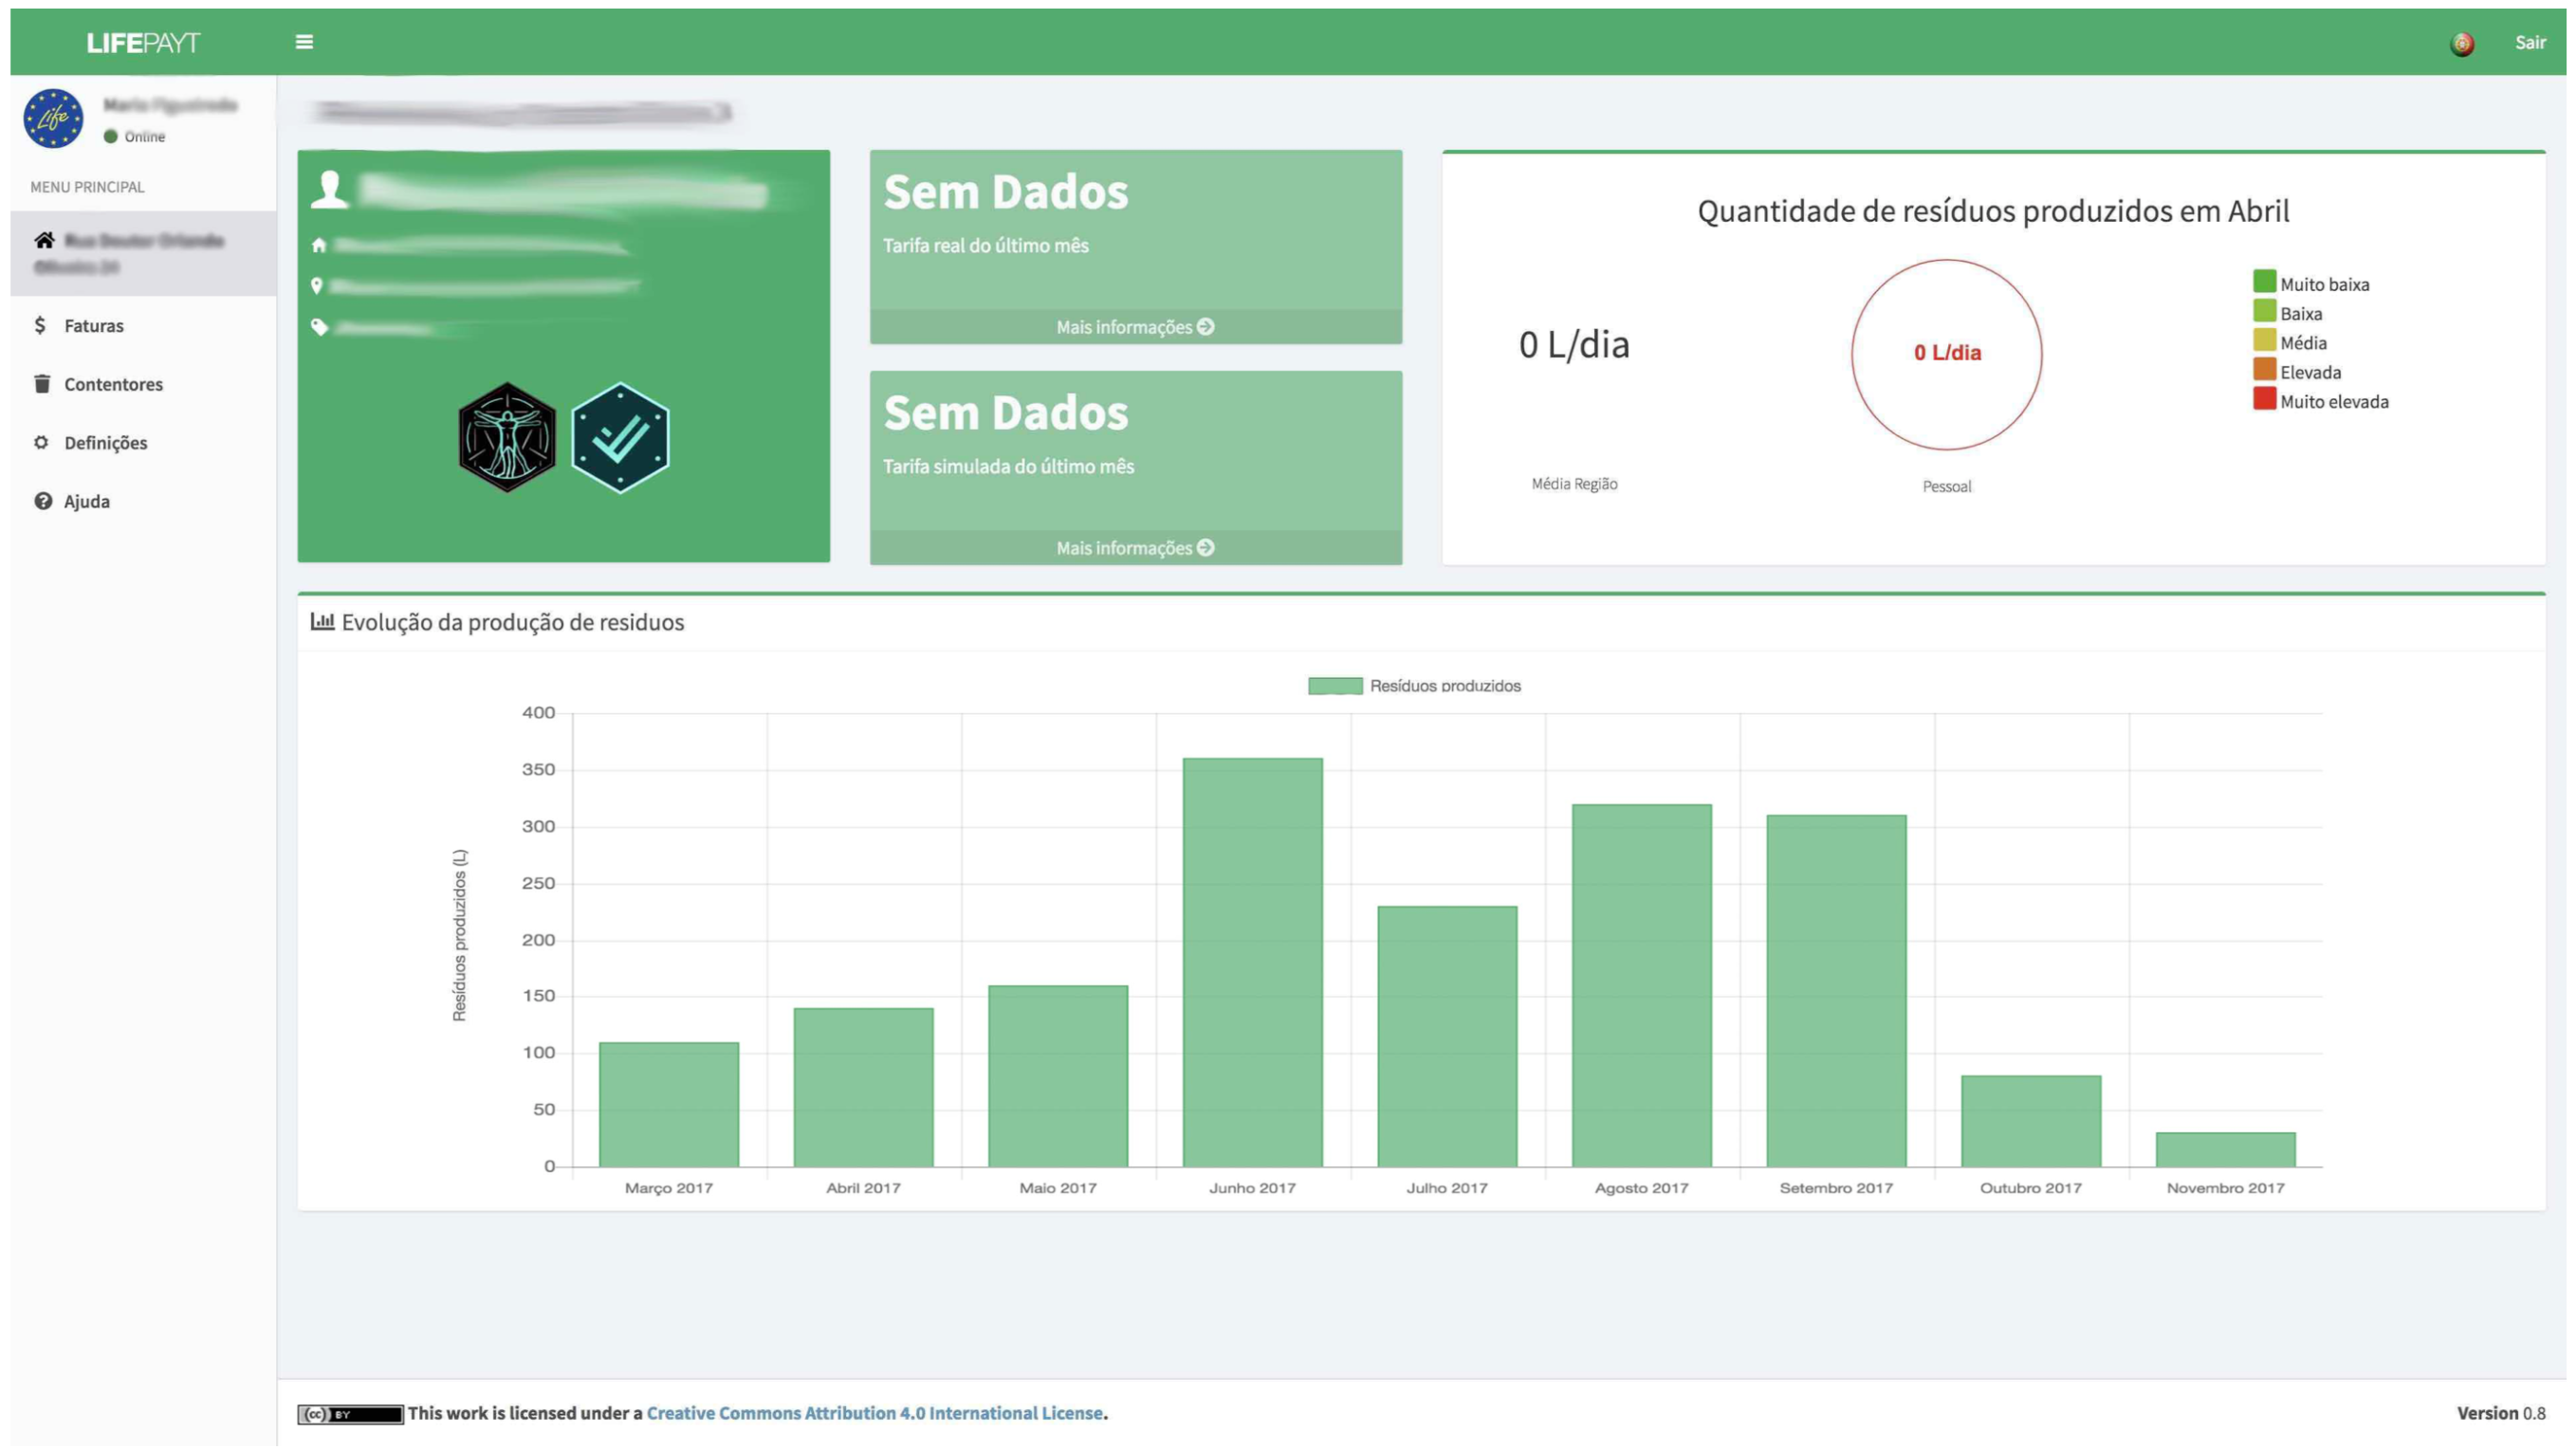 LIFEPAYT
Sair
Online
MENU PRINCIPAL
Faturas
Contentores
Definições
Ajuda
Life
Sem Dados
Tarifa real do último mês
Mais informações
Sem Dados
Tarifa simulada do último mês
Mais informações
Quantidade de resíduos produzidos em Abril
0 L/dia
Média Região
0 L/dia
Pessoal
Muito baixa
Baixa
Média
Elevada
Muito elevada
Evolução da produção de residuos
Resíduos produzidos
Resíduos produzidos (L)
400
350
300
250
200
150
100
50
0
Março 2017
Abril 2017
Maio 2017
Junho 2017
Julho 2017
Agosto 2017
Setembro 2017
Outubro 2017
Novembro 2017
(cc) BY
This work is licensed under a Creative Commons Attribution 4.0 International License.
Version 0.8